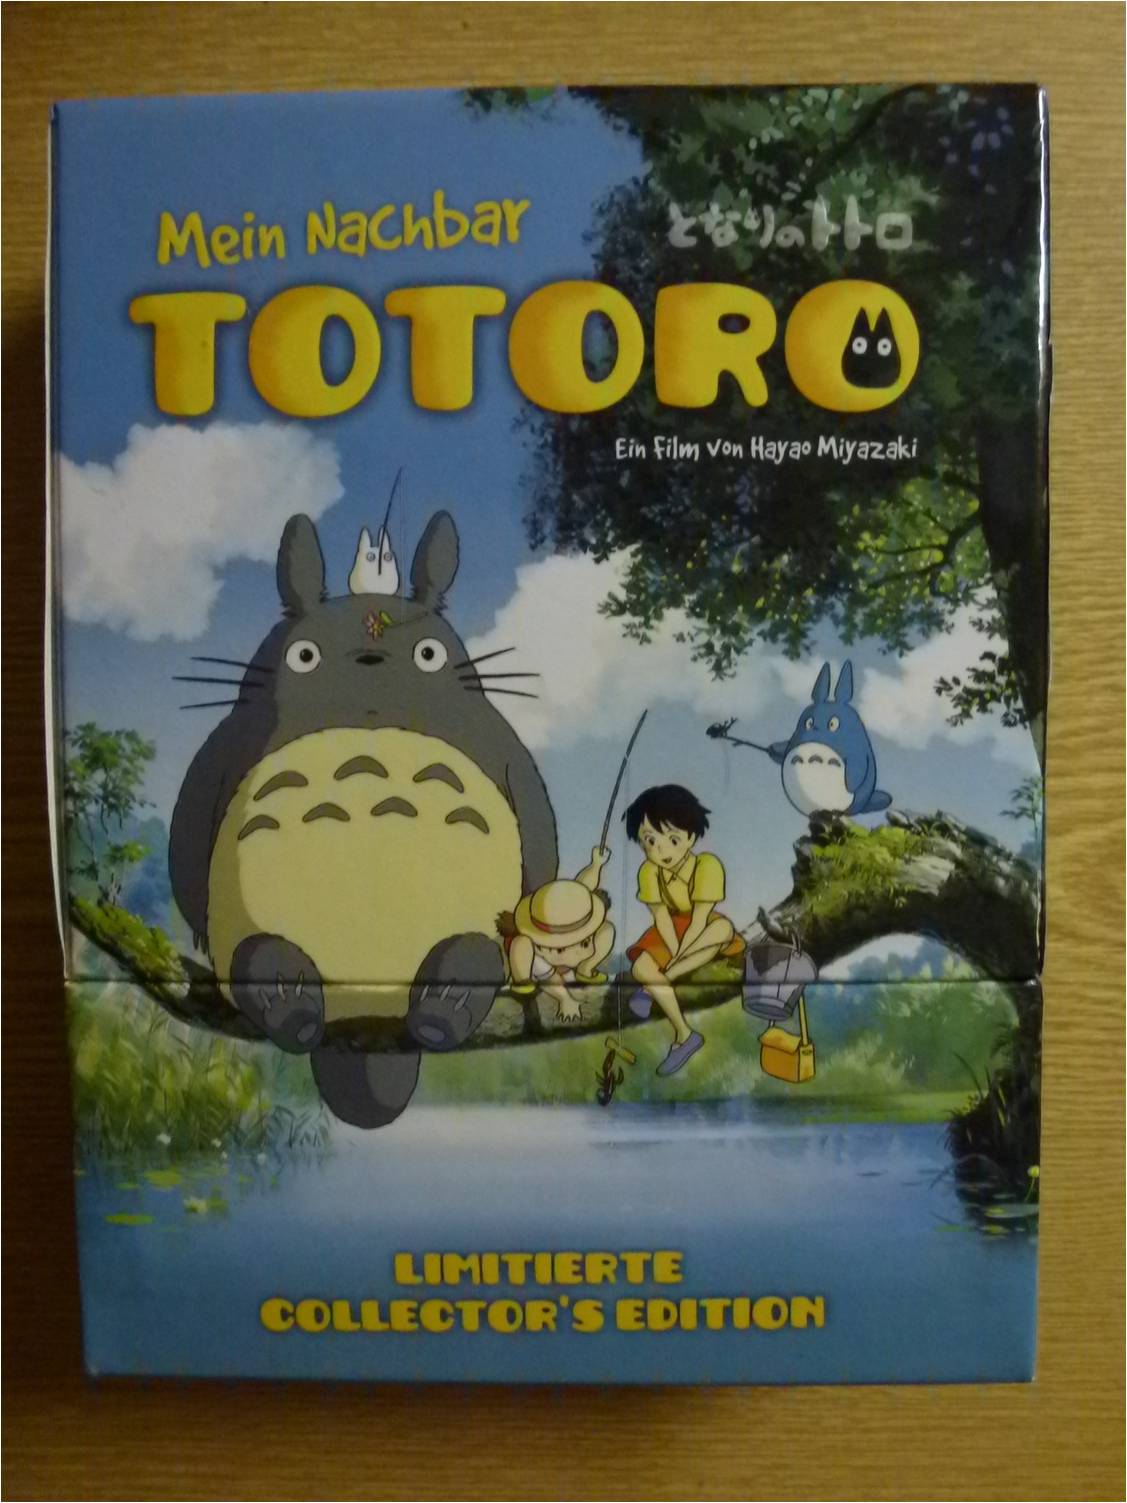 Mein Nachbar
となりのトトロ
TOTORO
Ein Film von Hayao Miyazaki
LIMITIERTE
COLLECTOR'S EDITION